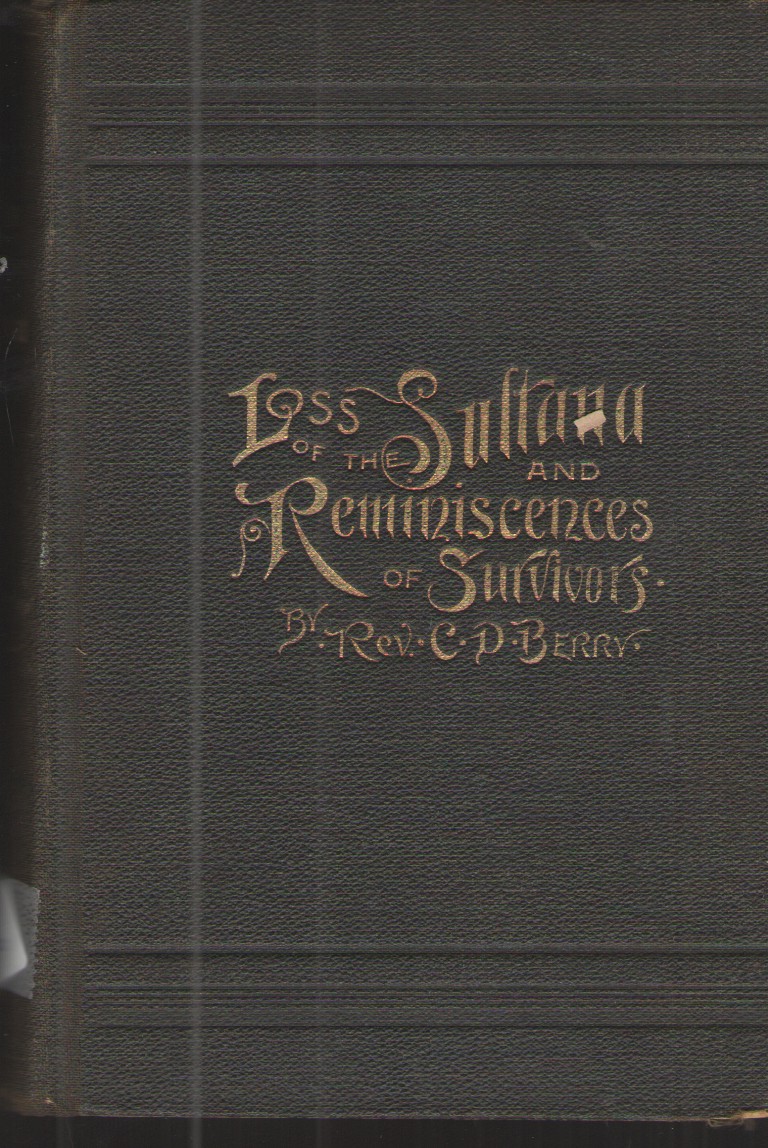 Loss of the Sultana
and
Reminiscences
of Survivors.
By. Rev. C. D. Berry.